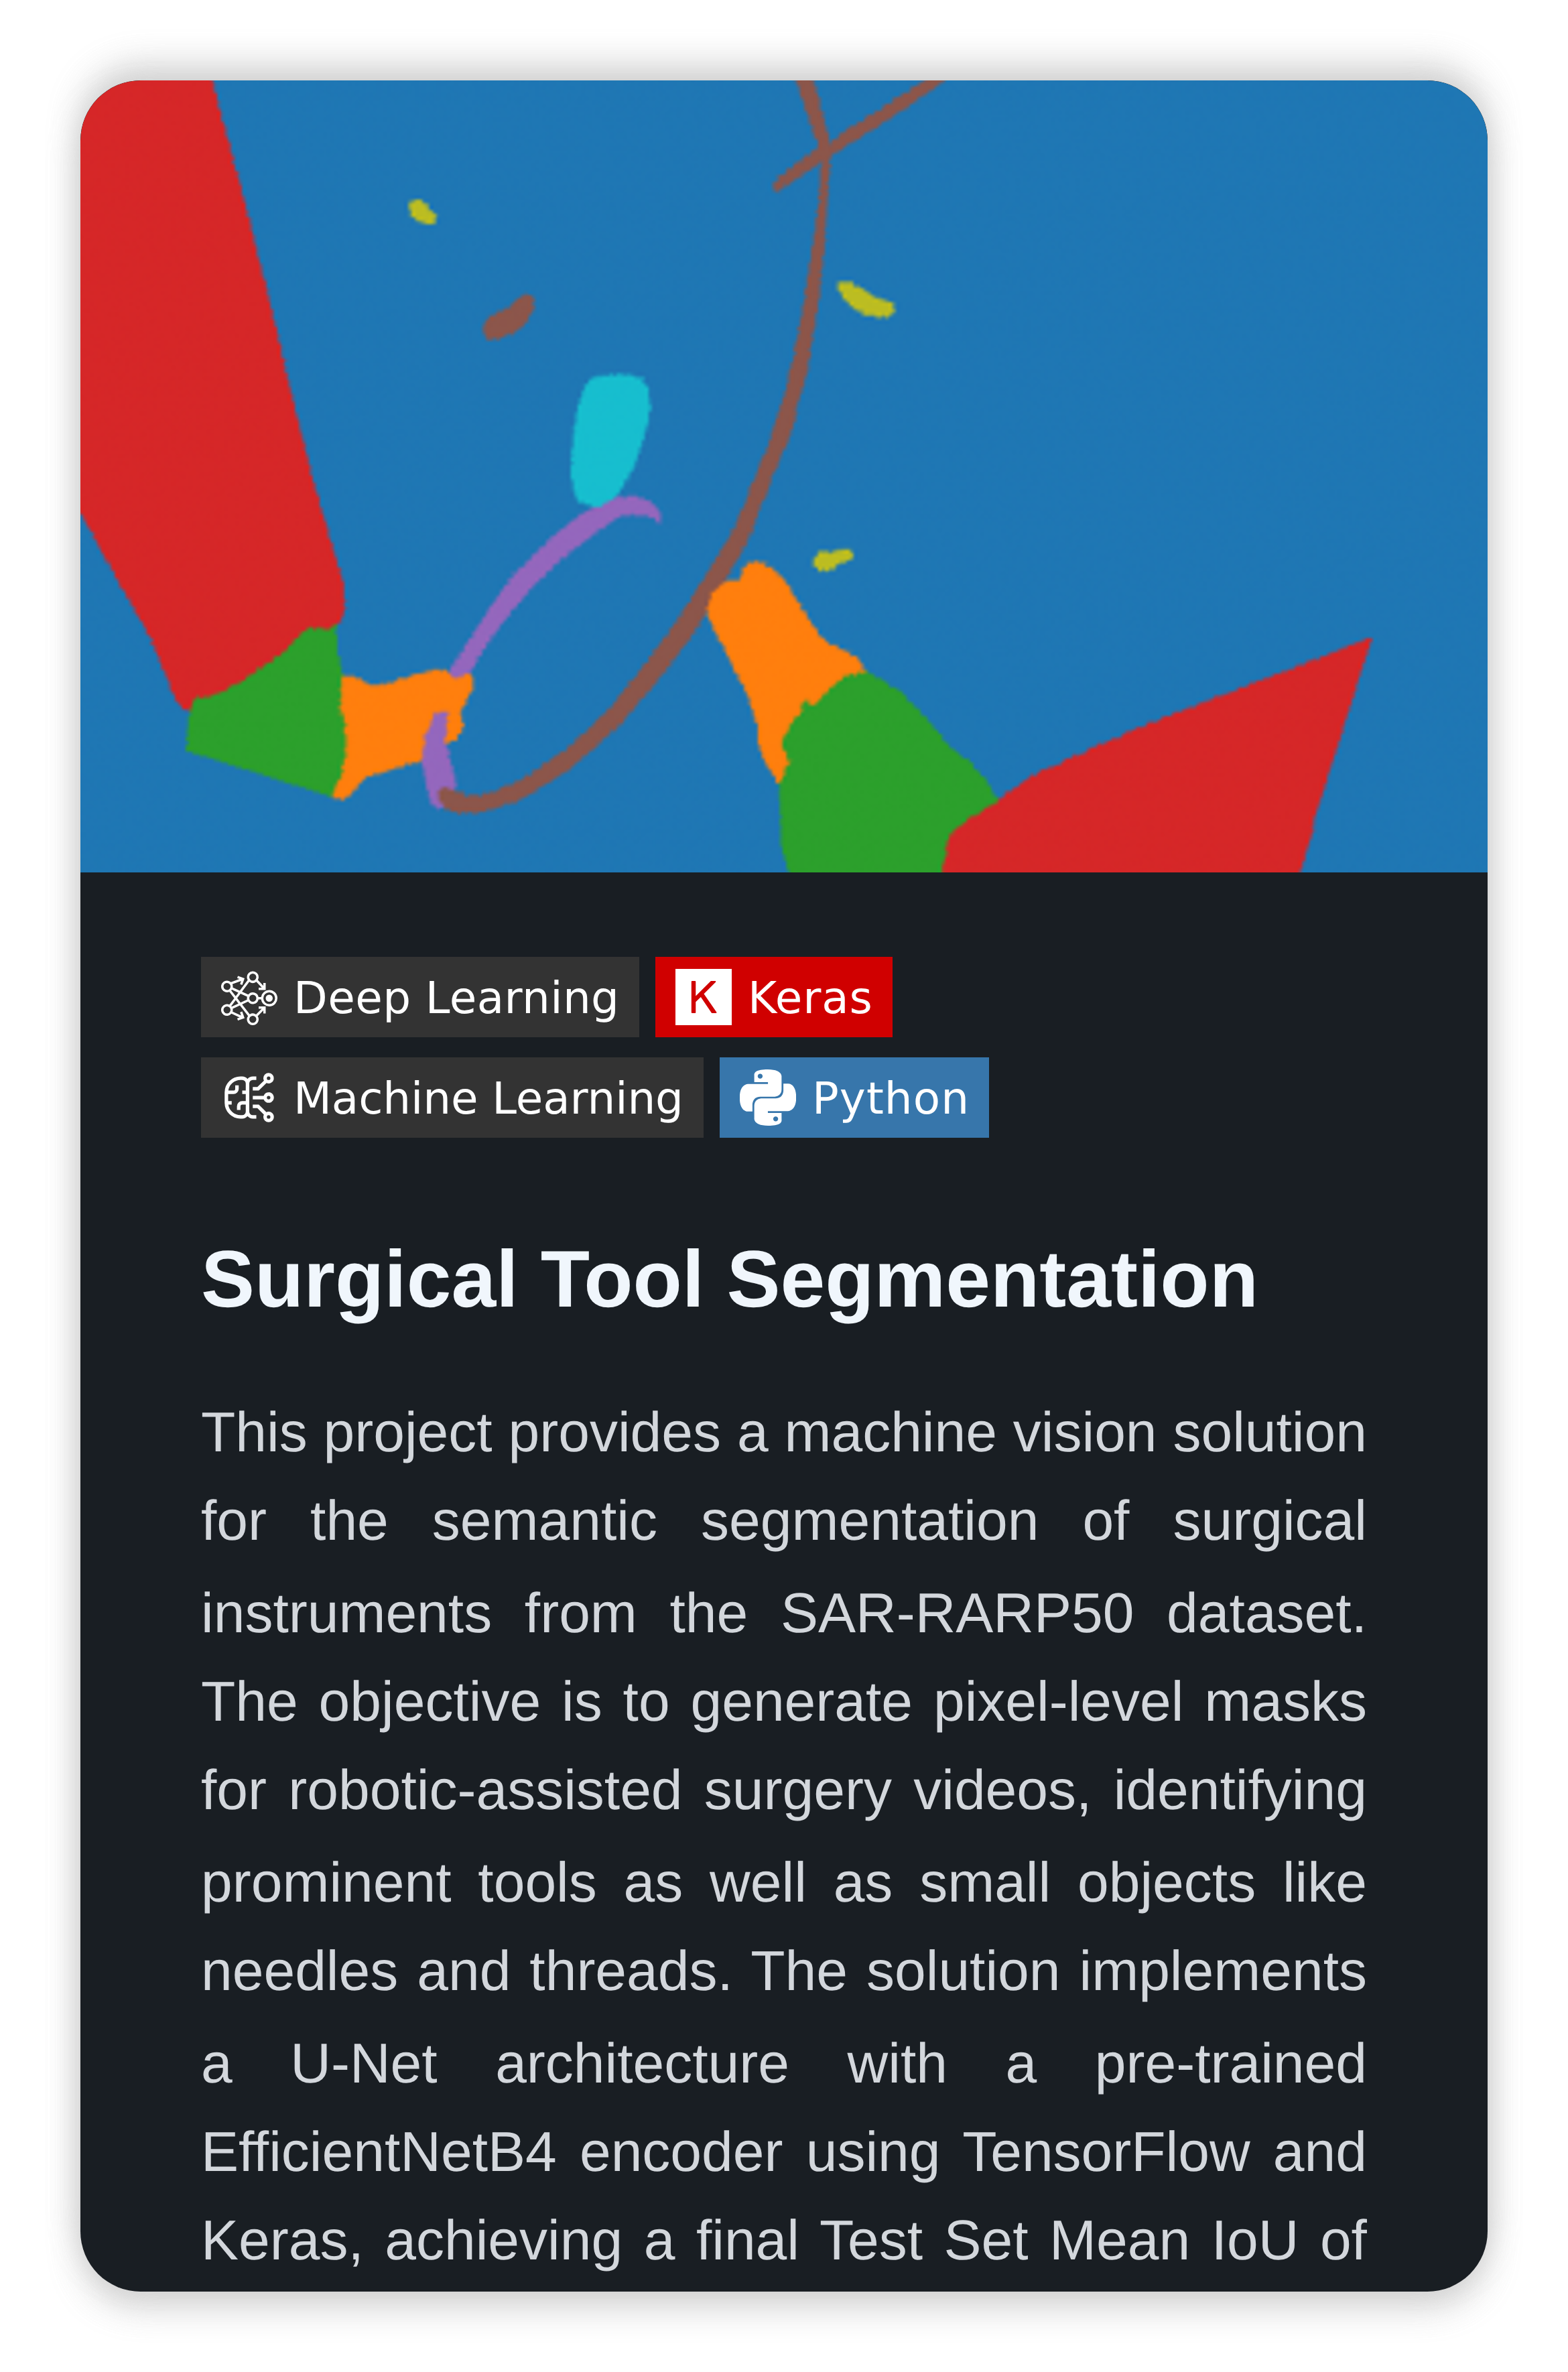 Deep Learning
K Keras
Machine Learning
Python
Surgical Tool Segmentation
This project provides a machine vision solution
for the semantic segmentation of surgical
instruments from the SAR-RARP50 dataset.
The objective is to generate pixel-level masks
for robotic-assisted surgery videos, identifying
prominent tools as well as small objects like
needles and threads. The solution implements
a U-Net architecture with a pre-trained
EfficientNetB4 encoder using TensorFlow and
Keras, achieving a final Test Set Mean IoU of